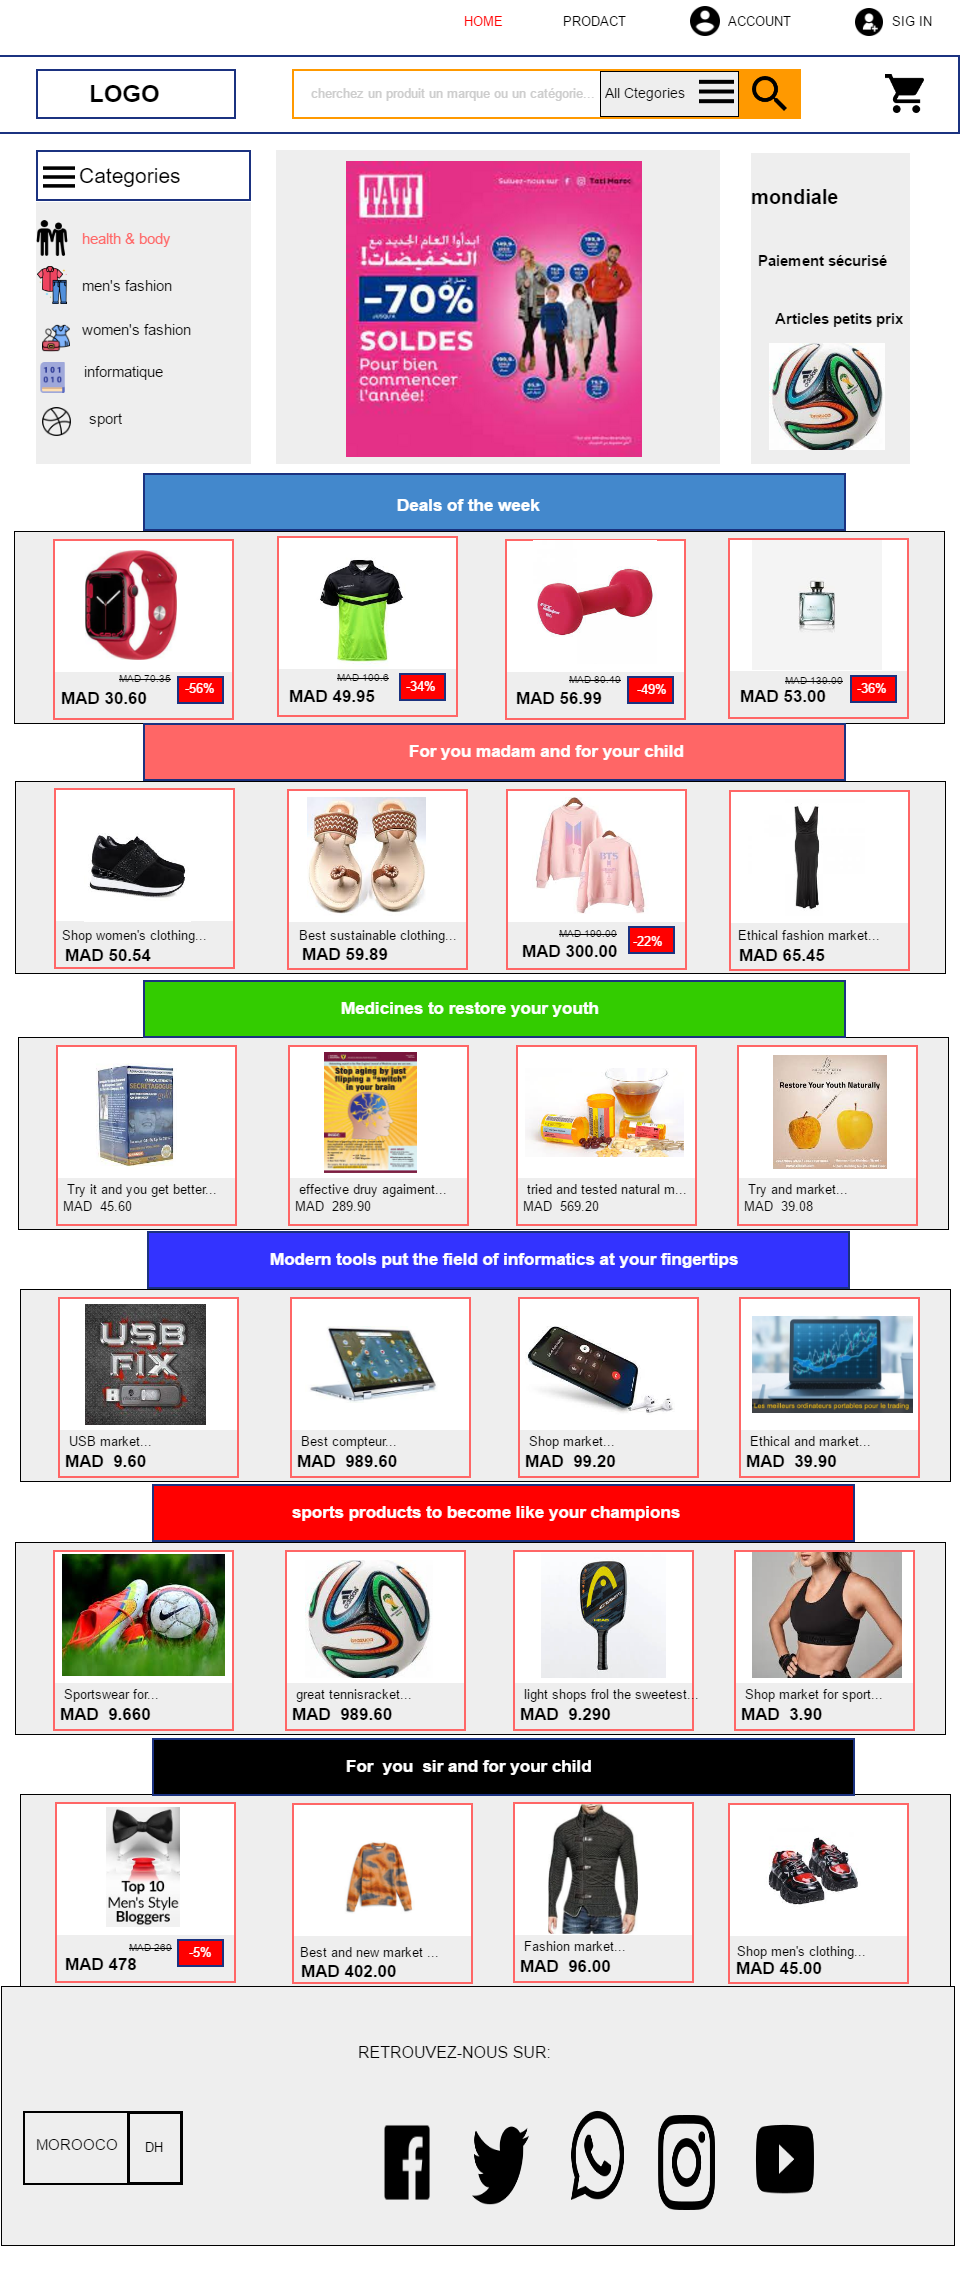 HOME
PRODACT
ACCOUNT
SIG IN
LOGO
cherchez un produit un marque ou un catégorie...
All Ctegories
Categories
health & body
men's fashion
women's fashion
informatique
sport
TATI
Suivez-nous sur
Tati Maroc
ابدأوا العام الجديد مع
التخفيضات!
-70%
SOLDES
Pour bien
commencer
l'année!
mondiale
Paiement sécurisé
Articles petits prix
Deals of the week
MAD 70.35
MAD 30.60
-56%
MAD 100.6
MAD 49.95
-34%
MAD 80.40
MAD 56.99
-49%
MAD 130.00
MAD 53.00
-36%
For you madam and for your child
Shop women's clothing...
MAD 50.54
Best sustainable clothing...
MAD 59.89
BTS
MAD 100.00
MAD 300.00
-22%
Ethical fashion market...
MAD 65.45
Medicines to restore your youth
SECRETAGOGUE
Try it and you get better...
MAD 45.60
Stop aging by just
flipping a "switch"
in your brain
effective druy agaiment...
MAD 289.90
tried and tested natural m...
MAD 569.20
Restore Your Youth Naturally
Try and market...
MAD 39.08
Modern tools put the field of informatics at your fingertips
USB
FIX
USB market...
MAD 9.60
Best compteur...
MAD 989.60
Shop market...
MAD 99.20
Les meilleurs ordinateurs portables pour le trading
Ethical and market...
MAD 39.90
sports products to become like your champions
Sportswear for...
MAD 9.660
adidas
great tennisracket...
MAD 989.60
HEAD
light shops frol the sweetest...
MAD 9.290
Shop market for sport...
MAD 3.90
For you sir and for your child
Top 10
Men's Style
Bloggers
MAD 260
MAD 478
-5%
Best and new market ...
MAD 402.00
Fashion market...
MAD 96.00
Shop men's clothing...
MAD 45.00
RETROUVEZ-NOUS SUR:
MOROOCO
DH